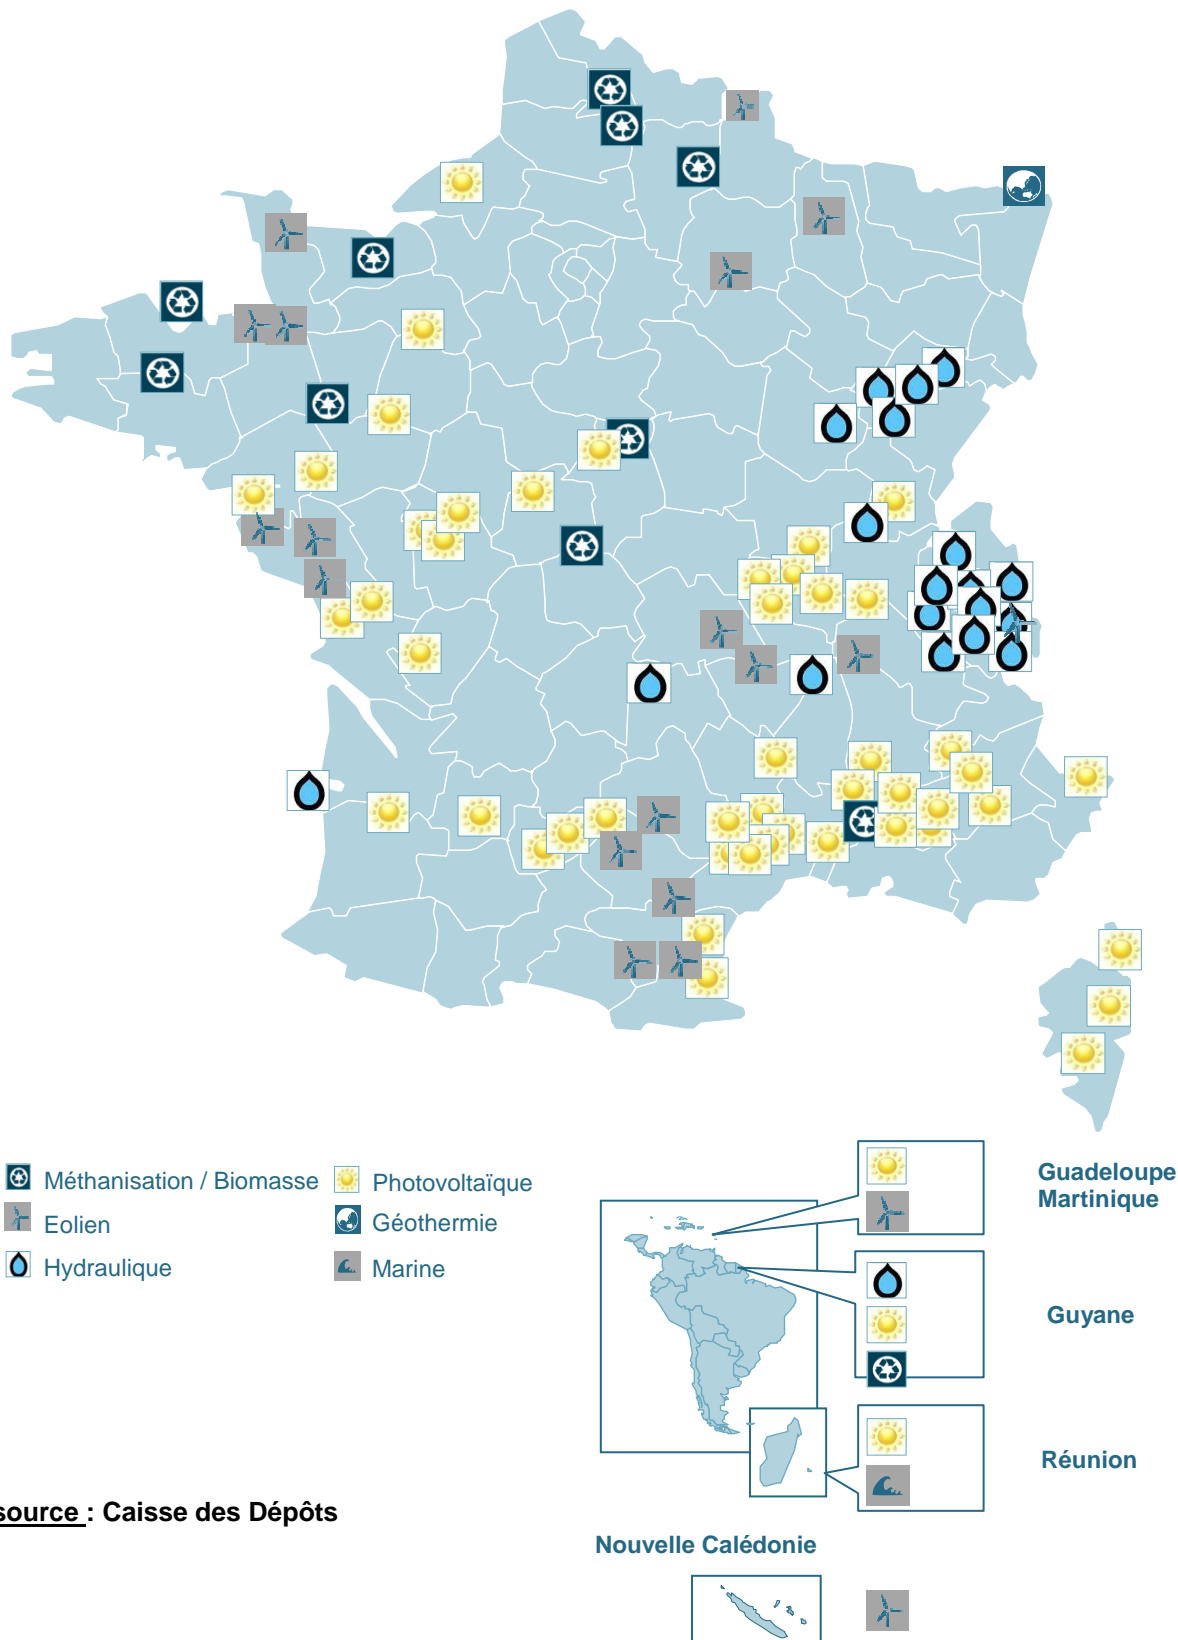 Méthanisation / Biomasse
Photovoltaïque
Eolien
Géothermie
Hydraulique
Marine
Guadeloupe
Martinique
Guyane
Réunion
source : Caisse des Dépôts
Nouvelle Calédonie